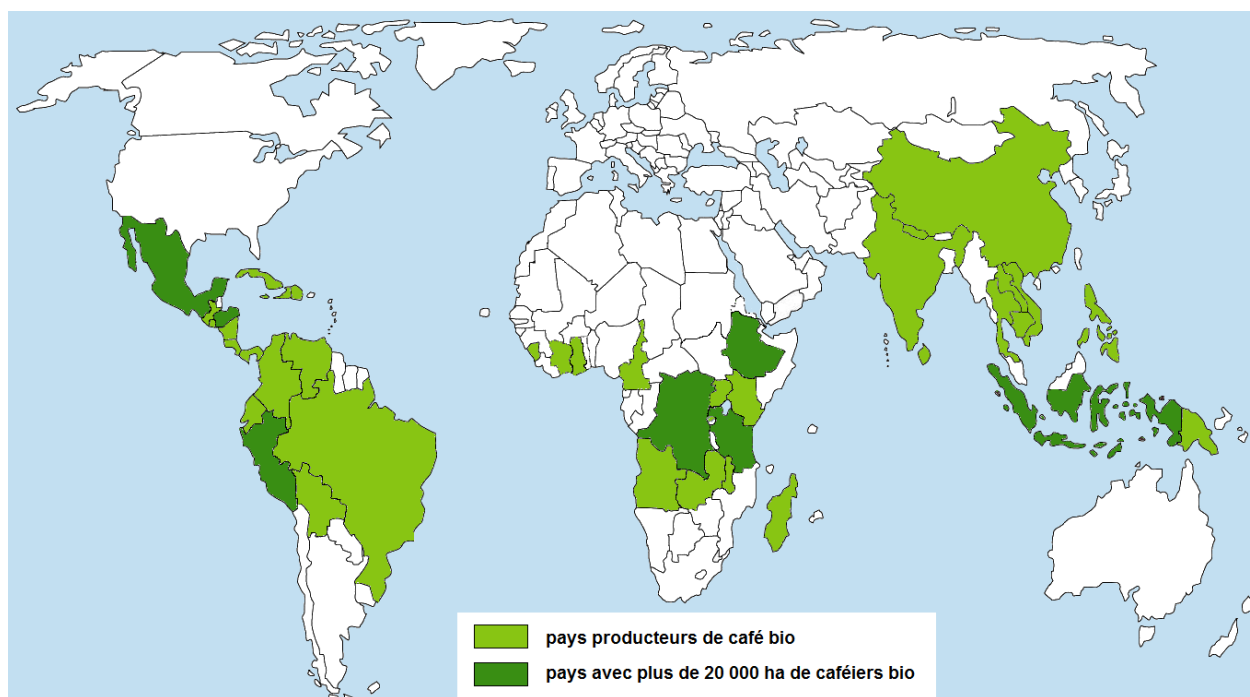 pays producteurs de café bio
pays avec plus de 20 000 ha de caféiers bio